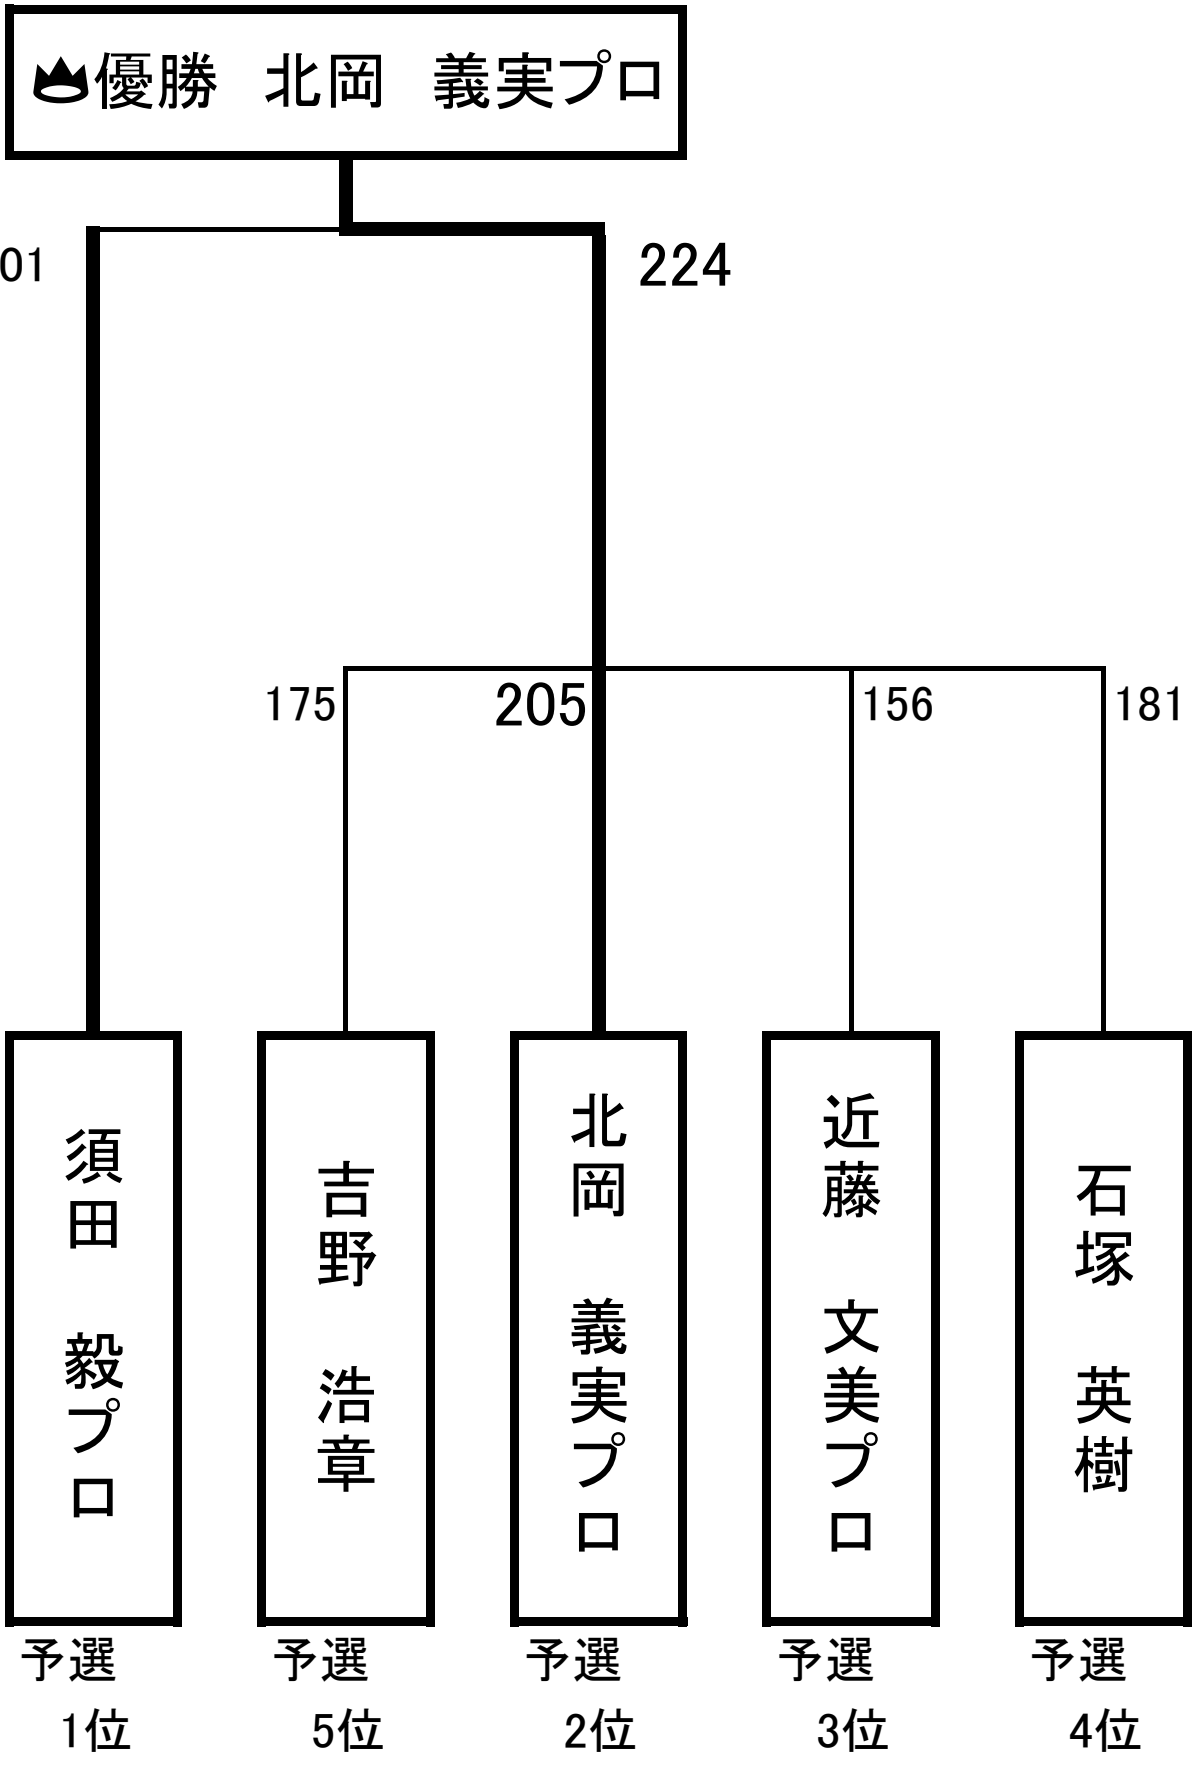 優勝　北岡　義実プロ
01
224
175
205
156
181
須田　毅プロ
吉野　浩章
北岡　義実プロ
近藤　文美プロ
石塚　英樹
予選
1位
予選
5位
予選
2位
予選
3位
予選
4位